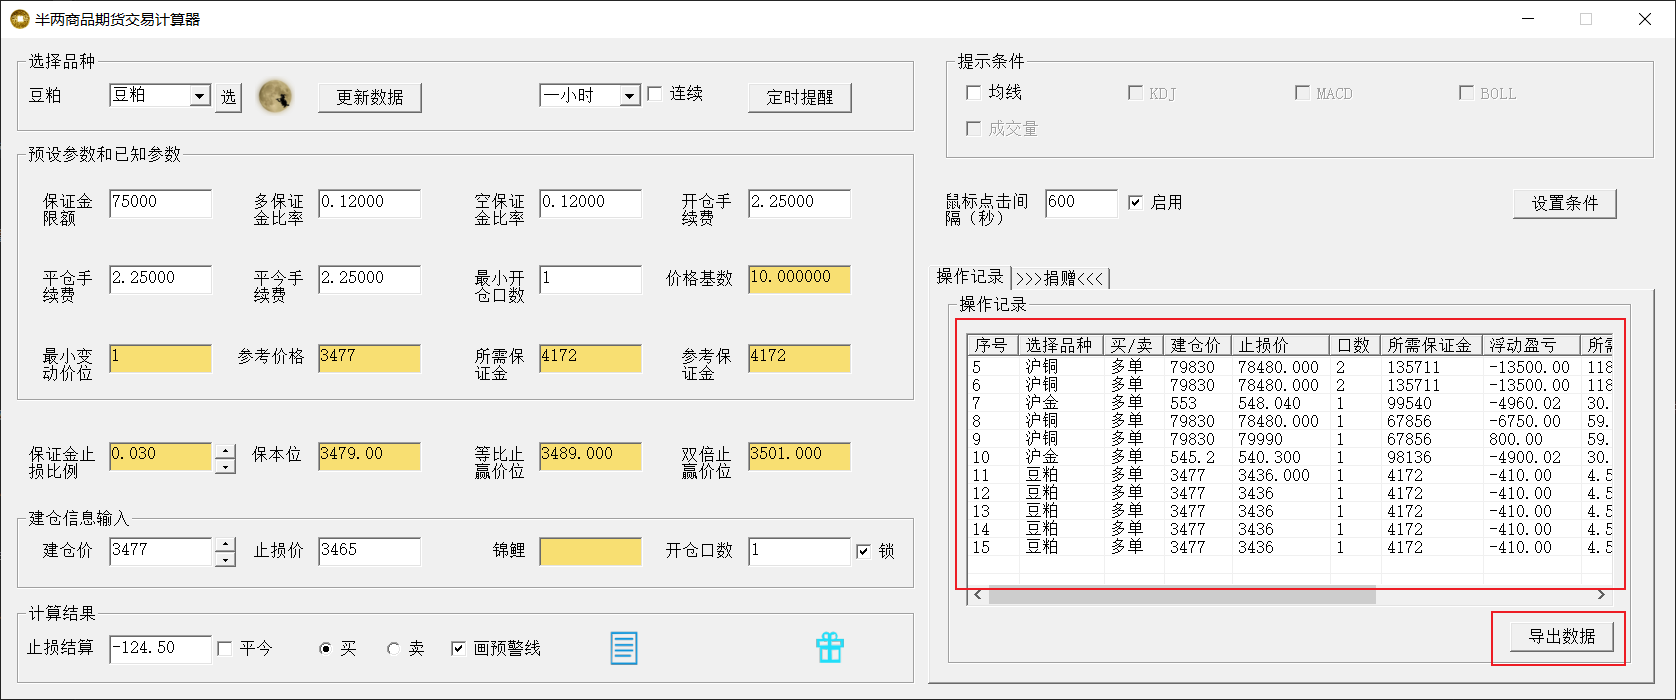 半两商品期货交易计算器
选择品种
豆粕 豆粕 选 更新数据 一小时 连续 定时提醒
预设参数和已知参数
保证金限额 75000 多保证金比率 0.12000 空保证金比率 0.12000 开仓手续费 2.25000
平仓手续费 2.25000 平今手续费 2.25000 最小开仓口数 1 价格基数 10.000000
最小变动价位 1 参考价格 3477 所需保证金 4172 参考保证金 4172
保证金止损比例 0.030 保本位 3479.00 等比止赢价位 3489.000 双倍止赢价位 3501.000
建仓信息输入
建仓价 3477 止损价 3465 锦鲤 开仓口数 1 锁
计算结果
止损结算 -124.50 平今 买 卖 画预警线
提示条件
均线 KDJ MACD BOLL
成交量
鼠标点击间隔（秒） 600 启用 设置条件
操作记录 >>>捐赠<<<
操作记录
序号 选择品种 买/卖 建仓价 止损价 口数 所需保证金 浮动盈亏 所需
5 沪铜 多单 79830 78480.000 2 135711 -13500.00 118
6 沪铜 多单 79830 78480.000 2 135711 -13500.00 118
7 沪金 多单 553 548.040 1 99540 -4960.02 30.
8 沪铜 多单 79830 78480.000 1 67856 -6750.00 59.
9 沪铜 多单 79830 79990 1 67856 800.00 59.
10 沪金 多单 545.2 540.300 1 98136 -4900.02 30.
11 豆粕 多单 3477 3436.000 1 4172 -410.00 4.5
12 豆粕 多单 3477 3436 1 4172 -410.00 4.5
13 豆粕 多单 3477 3436 1 4172 -410.00 4.5
14 豆粕 多单 3477 3436 1 4172 -410.00 4.5
15 豆粕 多单 3477 3436 1 4172 -410.00 4.5
导出数据